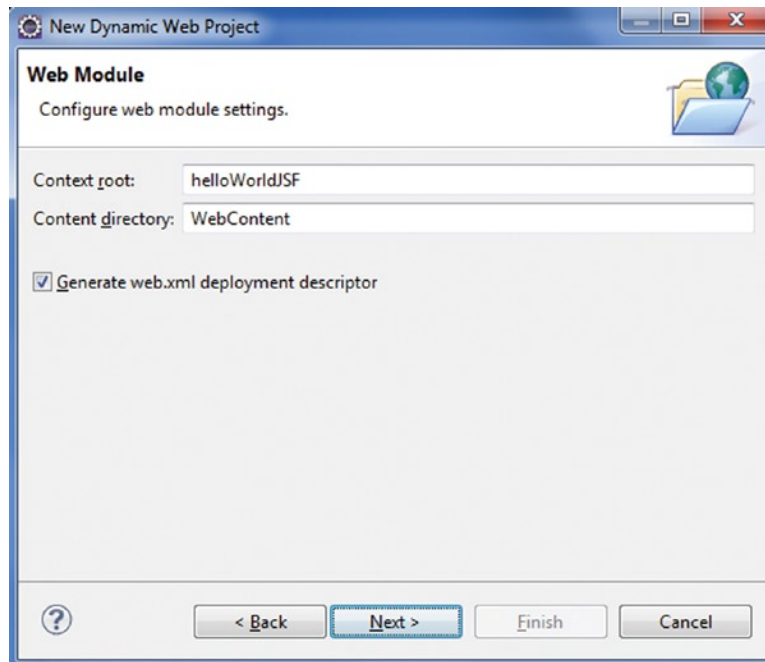 New Dynamic Web Project
Web Module
Configure web module settings.
Context root: helloWorldJSF
Content directory: WebContent
Generate web.xml deployment descriptor
? < Back Next > Finish Cancel